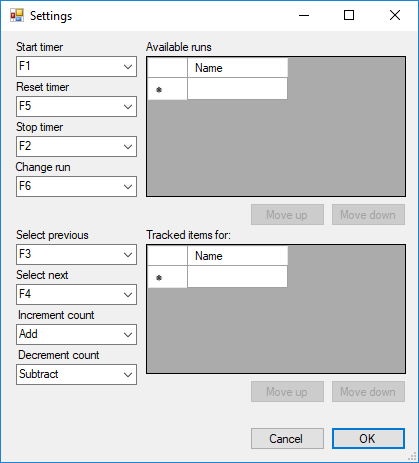 Settings
Start timer
F1
Reset timer
F5
Stop timer
F2
Change run
F6
Available runs
Name
Move up
Move down
Select previous
F3
Select next
F4
Increment count
Add
Decrement count
Subtract
Tracked items for:
Name
Move up
Move down
Cancel
OK